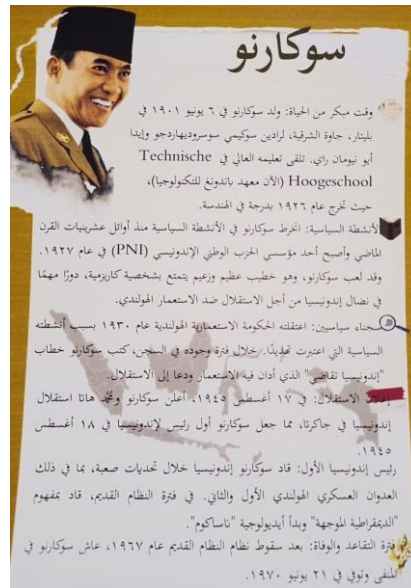 سوكارنو
وقت مبكر من الحياة: ولد سوكارنو في ٦ يونيو ١٩٠١ في
بليتار، جاوة الشرقية، لرادين سوكيمي سوسروديهاردجو وإيدا
أيو نيومان راي. تلقى تعليمه العالي في Technische
Hoogeschool (الآن معهد باندونغ للتكنولوجيا)،
حيث تخرج عام ١٩٢٦ بدرجة في الهندسة.
الأنشطة السياسية: انخرط سوكارنو في الأنشطة السياسية منذ أوائل عشرينيات القرن
الماضي وأصبح أحد مؤسسي الحزب الوطني الإندونيسي (PNI) في عام ١٩٢٧.
وقد لعب سوكارنو، وهو خطيب عظيم وزعيم يتمتع بشخصية كاريزمية، دورًا مهمًا
في نضال إندونيسيا من أجل الاستقلال ضد الاستعمار الهولندي.
سجناء سياسيين: اعتقلته الحكومة الاستعمارية الهولندية عام ١٩٣٠ بسبب أنشطته
السياسية التي اعتبرت تهديدًا. خلال فترة وجوده في السجن، كتب سوكارنو خطاب
"إندونيسيا تقاضي" الذي أدان فيه الاستعمار ودعا إلى الاستقلال.
إعلان الاستقلال: في ١٧ أغسطس ١٩٤٥، أعلن سوكارنو ومحمد هاتا استقلال
إندونيسيا في جاكرتا، مما جعل سوكارنو أول رئيس لإندونيسيا في ١٨ أغسطس
١٩٤٥.
رئيس إندونيسيا الأول: قاد سوكارنو إندونيسيا خلال تحديات صعبة، بما في ذلك
العدوان العسكري الهولندي الأول والثاني. في فترة النظام القديم، قاد بمفهوم
"الديمقراطية الموجهة" وبدأ أيديولوجية "ناساكوم".
فترة التقاعد والوفاة: بعد سقوط نظام النظام القديم عام ١٩٦٧، عاش سوكارنو في
المنفى وتوفي في ٢١ يونيو ١٩٧٠.